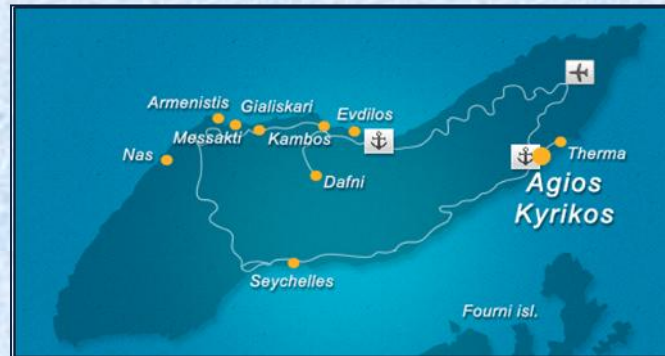 Armenistis
Gialiskari
Evdilos
Messakti
Kambos
Nas
Therma
Dafni
Agios
Kyrikos
Seychelles
Fourni isl.